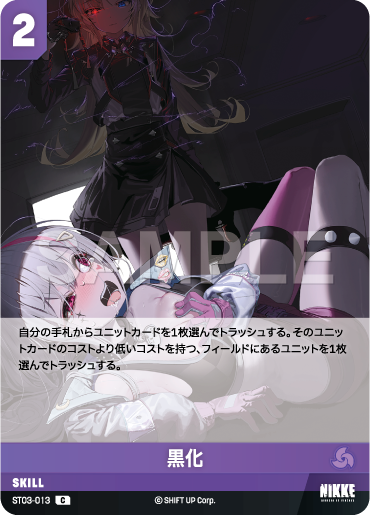 2
SAMPLE
自分の手札からユニットカードを1枚選んでトラッシュする。そのユニッ
トカードのコストより低いコストを持つ、フィールドにあるユニットを1枚
選んでトラッシュする。
黒化
SKILL
ST03-013 C
©SHIFT UP Corp.
NIKKE